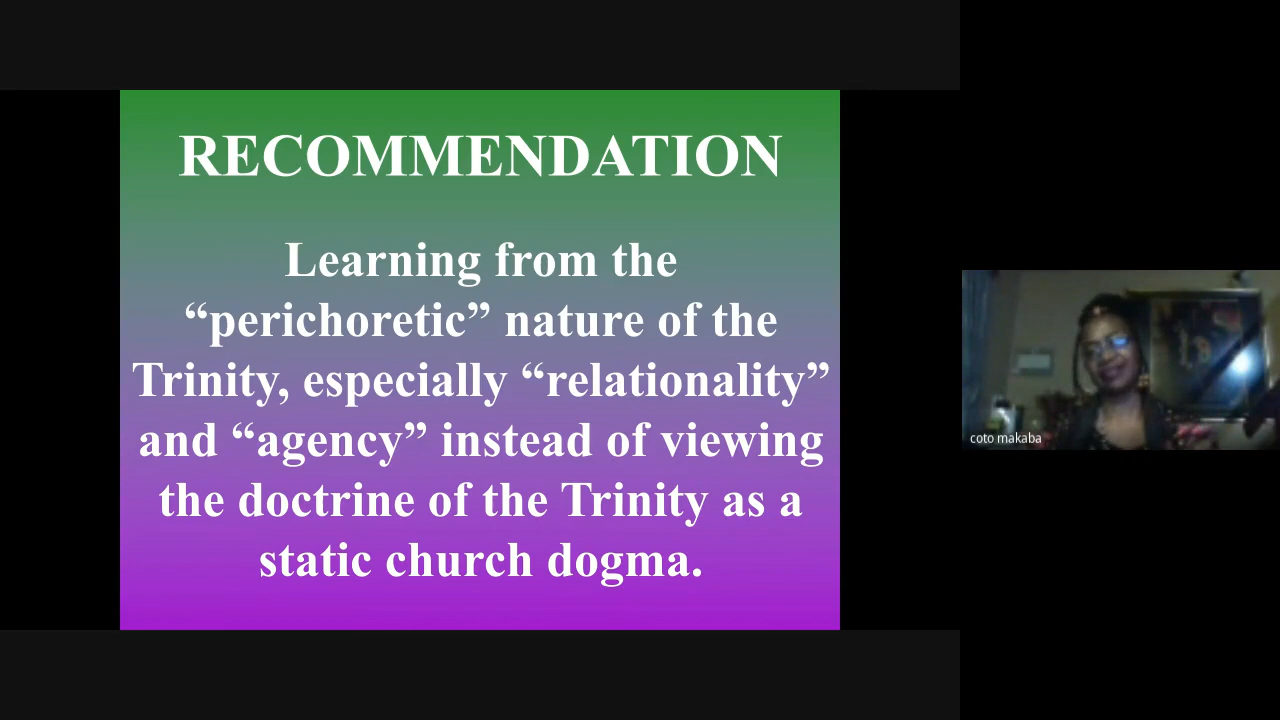 RECOMMENDATION
Learning from the
“perichoretic” nature of the
Trinity, especially “relationality”
and “agency” instead of viewing
the doctrine of the Trinity as a
static church dogma.
coto makaba